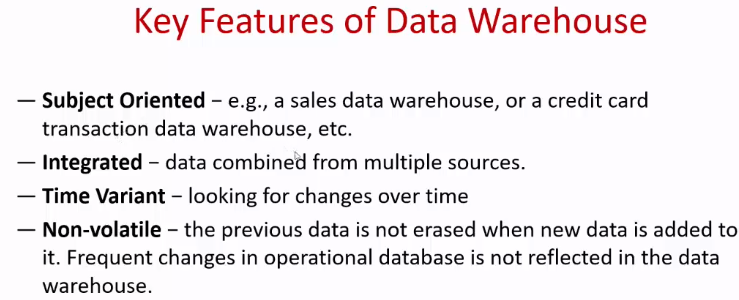 Key Features of Data Warehouse
— Subject Oriented – e.g., a sales data warehouse, or a credit card
transaction data warehouse, etc.
— Integrated – data combined from multiple sources.
— Time Variant – looking for changes over time
— Non-volatile – the previous data is not erased when new data is added to
it. Frequent changes in operational database is not reflected in the data
warehouse.